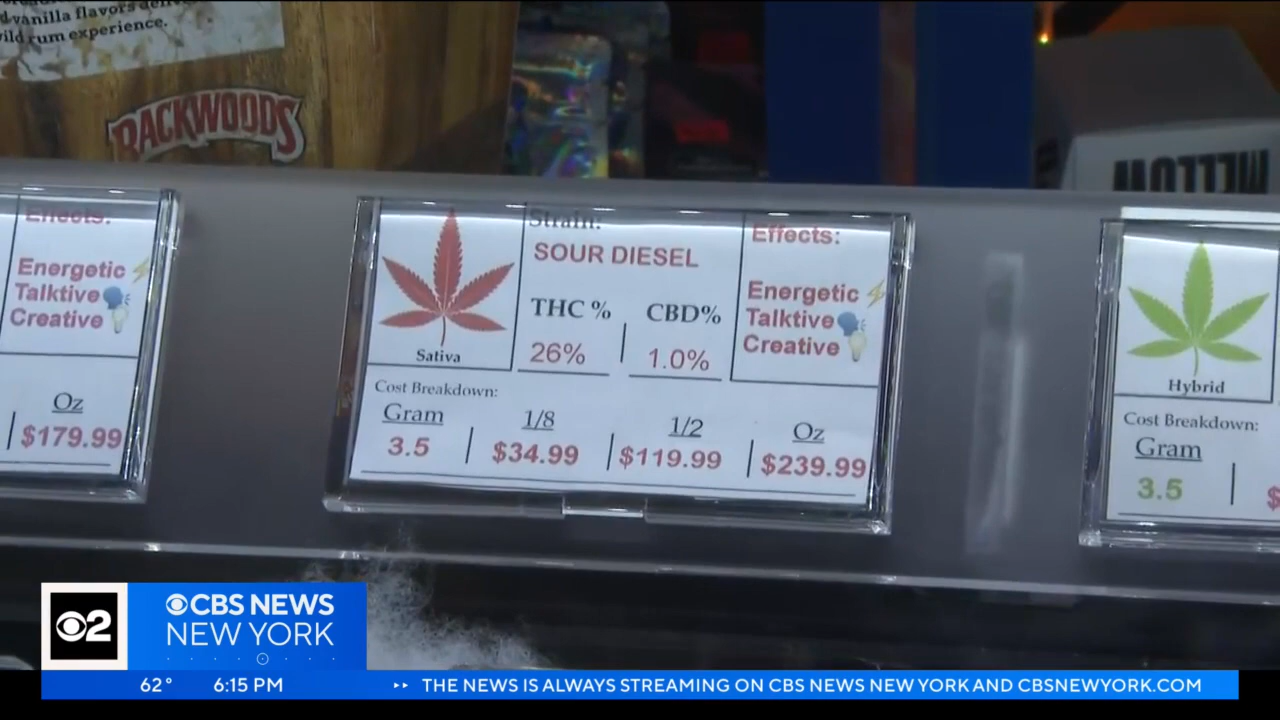 vanilla flavors
ild rum experience.
BACKWOODS
MELLOW
Effects:
Energetic
Talktive
Creative
Oz
$179.99
Sativa
Strain:
SOUR DIESEL
THC % CBD%
26% 1.0%
Effects:
Energetic
Talktive
Creative
Cost Breakdown:
Gram 1/8 1/2 Oz
3.5 $34.99 $119.99 $239.99
Hybrid
Cost Breakdown:
Gram
3.5 $
2
CBS NEWS
NEW YORK
62° 6:15 PM THE NEWS IS ALWAYS STREAMING ON CBS NEWS NEW YORK AND CBSNEWYORK.COM